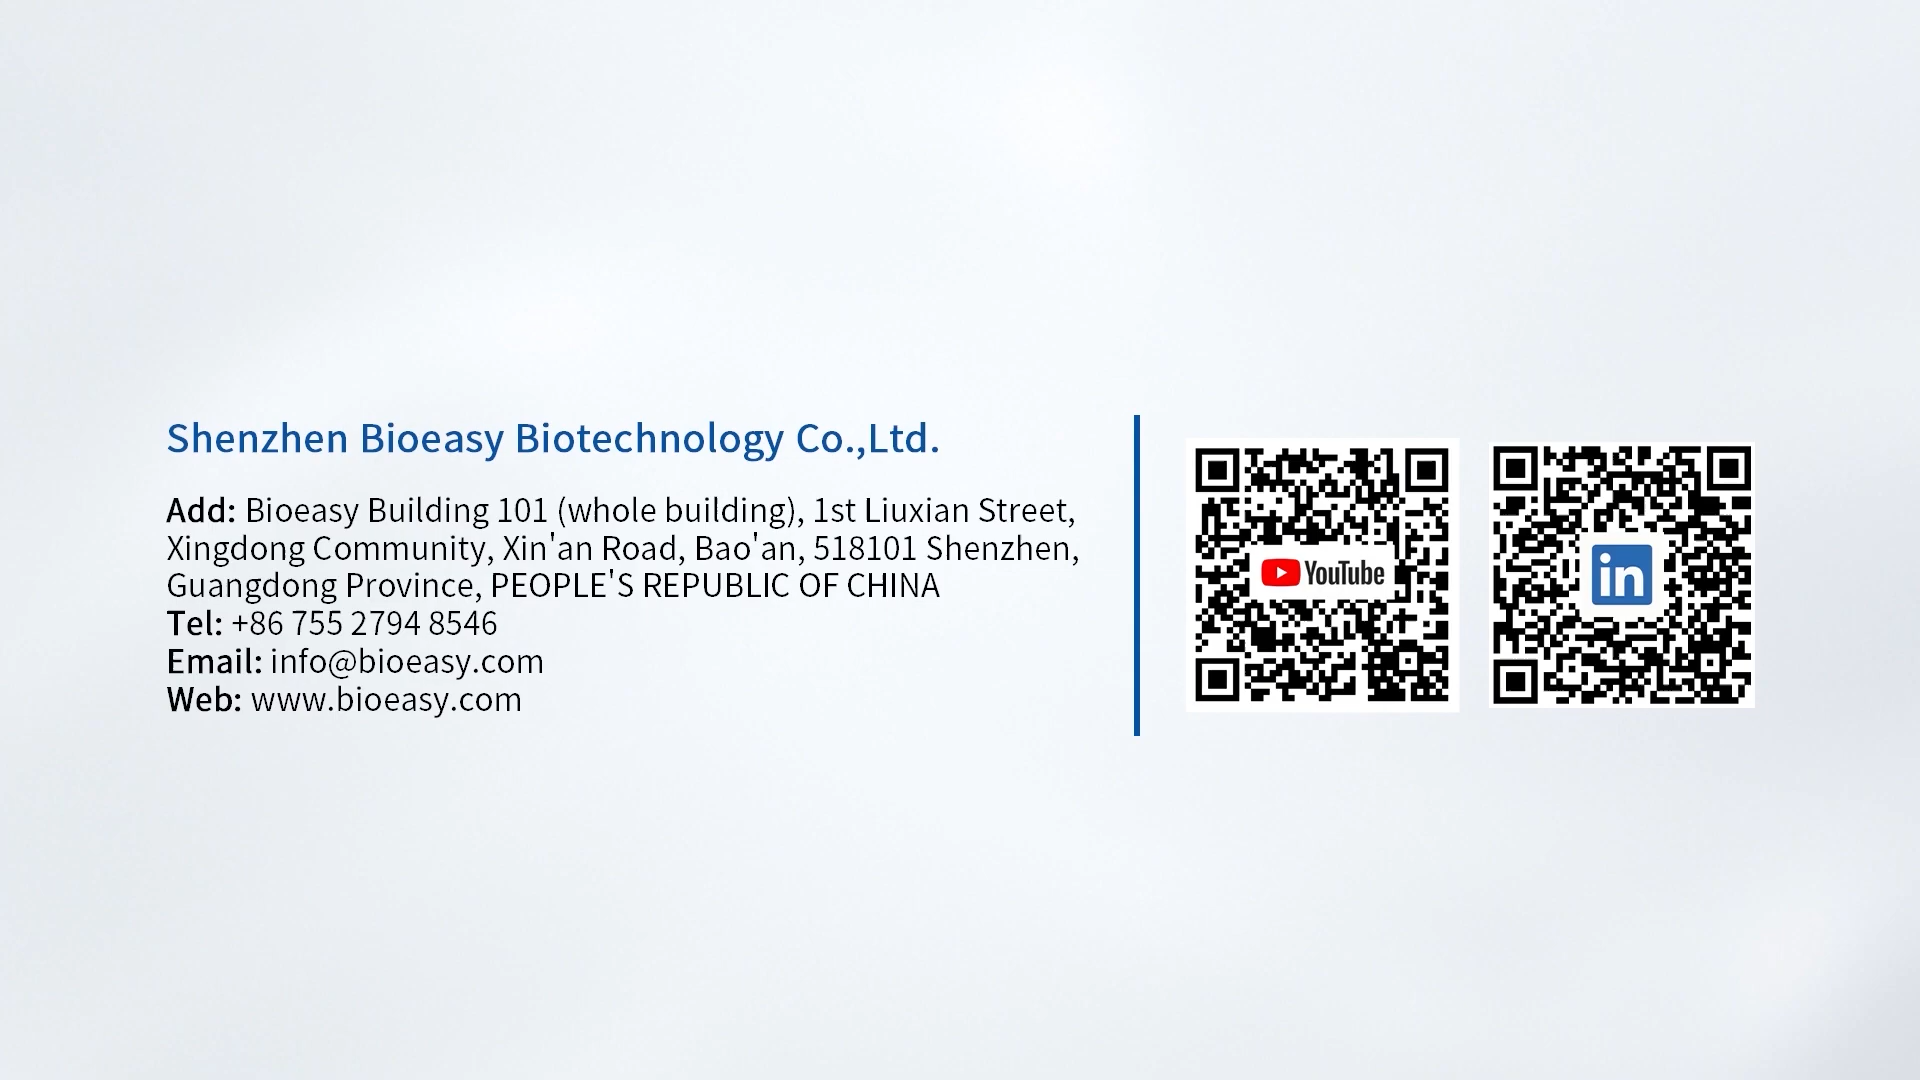 Shenzhen Bioeasy Biotechnology Co.,Ltd.
Add: Bioeasy Building 101 (whole building), 1st Liuxian Street,
Xingdong Community, Xin'an Road, Bao'an, 518101 Shenzhen,
Guangdong Province, PEOPLE'S REPUBLIC OF CHINA
Tel: +86 755 2794 8546
Email: info@bioeasy.com
Web: www.bioeasy.com
YouTube
in